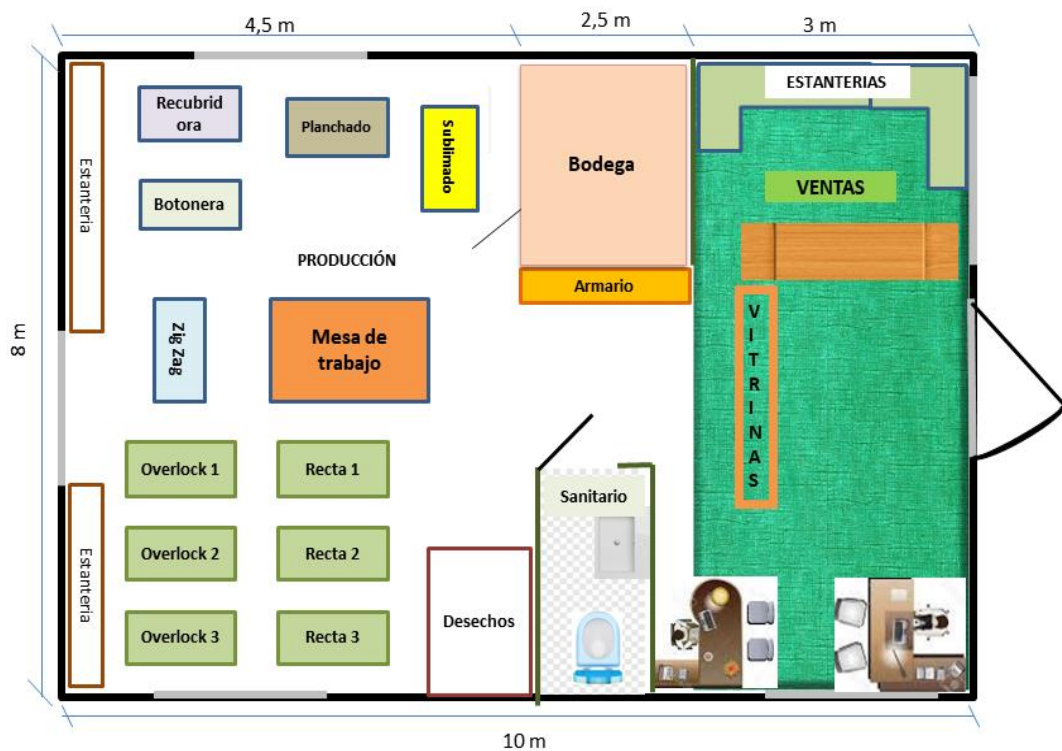 4,5 m
2,5 m
3 m
8 m
Estanteria
Recubrid
ora
Planchado
Sublimado
Bodega
ESTANTERIAS
VENTAS
Botonera
PRODUCCIÓN
Armario
Zig Zag
Mesa de
trabajo
VITRINAS
Overlock 1
Recta 1
Sanitario
Estanteria
Overlock 2
Recta 2
Desechos
Overlock 3
Recta 3
10 m